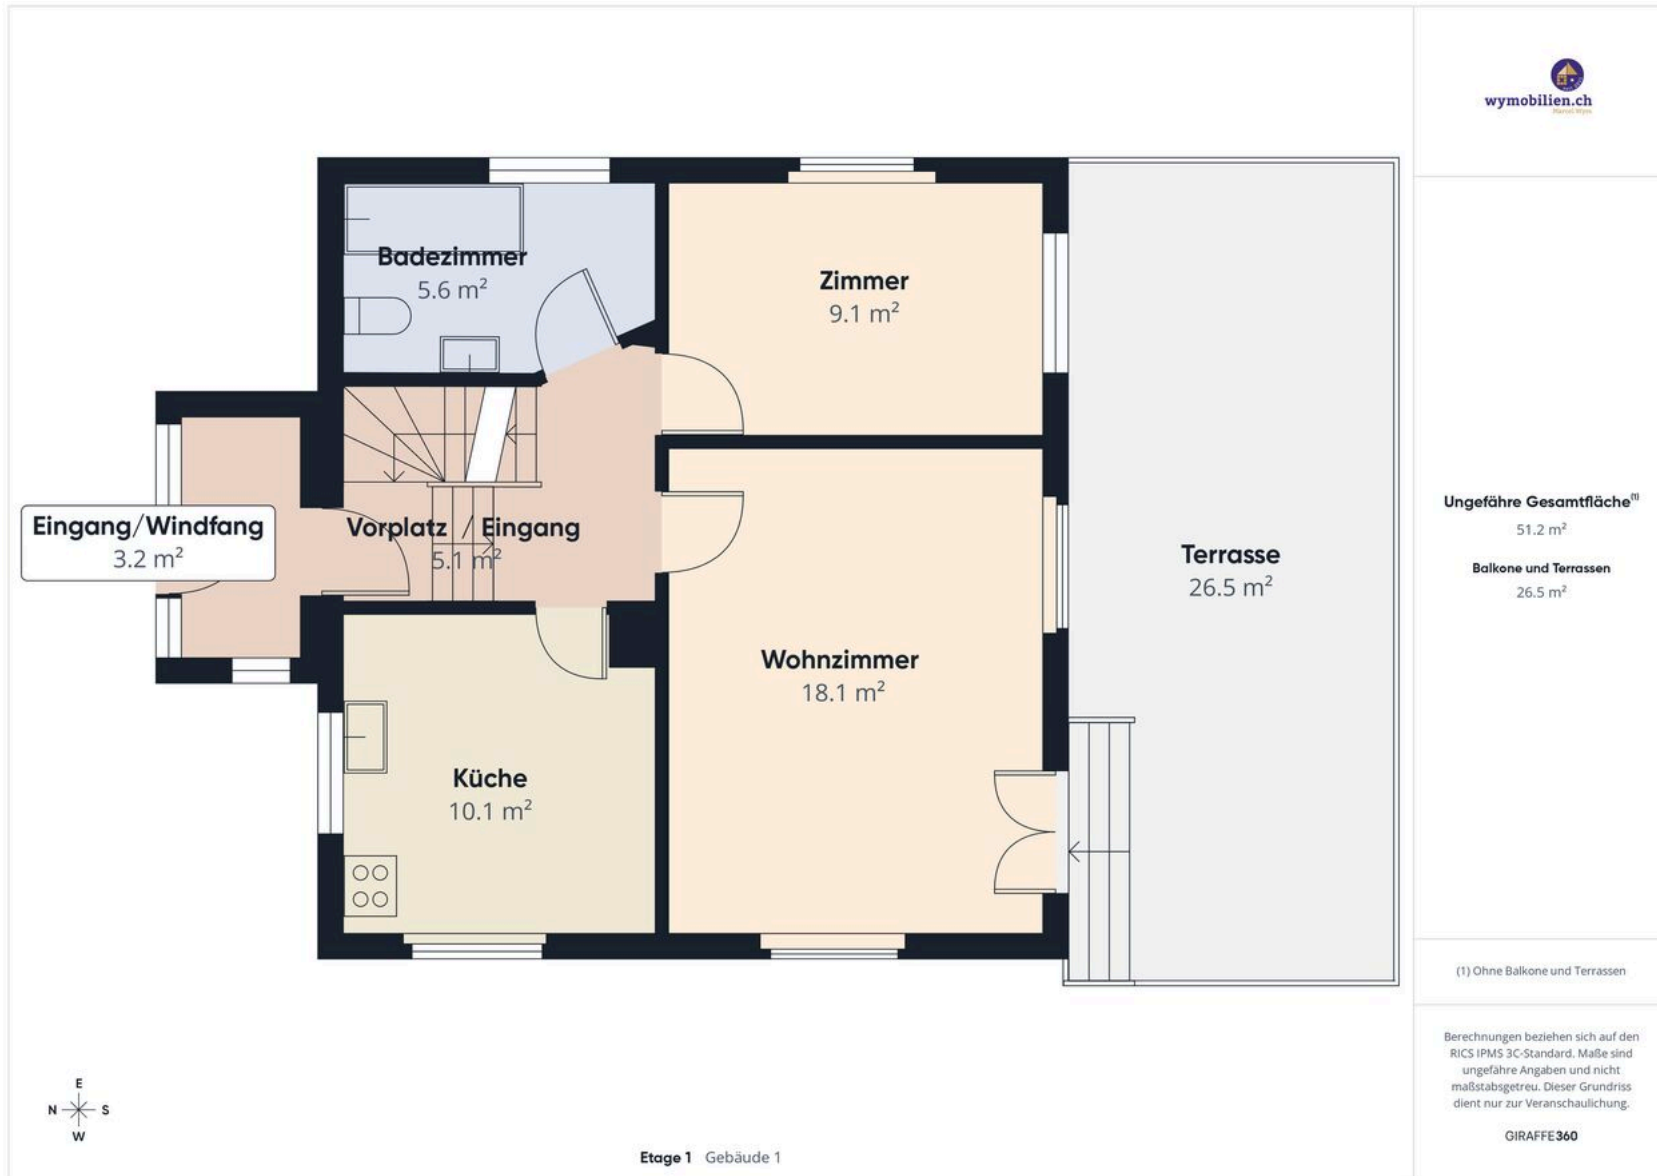 wymobilien.ch
Badezimmer
5.6 m²
Zimmer
9.1 m²
Eingang/Windfang
3.2 m²
Vorplatz / Eingang
5.1 m²
Terrasse
26.5 m²
Wohnzimmer
18.1 m²
Küche
10.1 m²
Ungefähre Gesamtfläche(1)
51.2 m²
Balkone und Terrassen
26.5 m²
(1) Ohne Balkone und Terrassen
Berechnungen beziehen sich auf den
RICS IPMS 3C-Standard. Maße sind
ungefähre Angaben und nicht
maßstabsgetreu. Dieser Grundriss
dient nur zur Veranschaulichung.
GIRAFFE360
E
N S
W
Etage 1 Gebäude 1